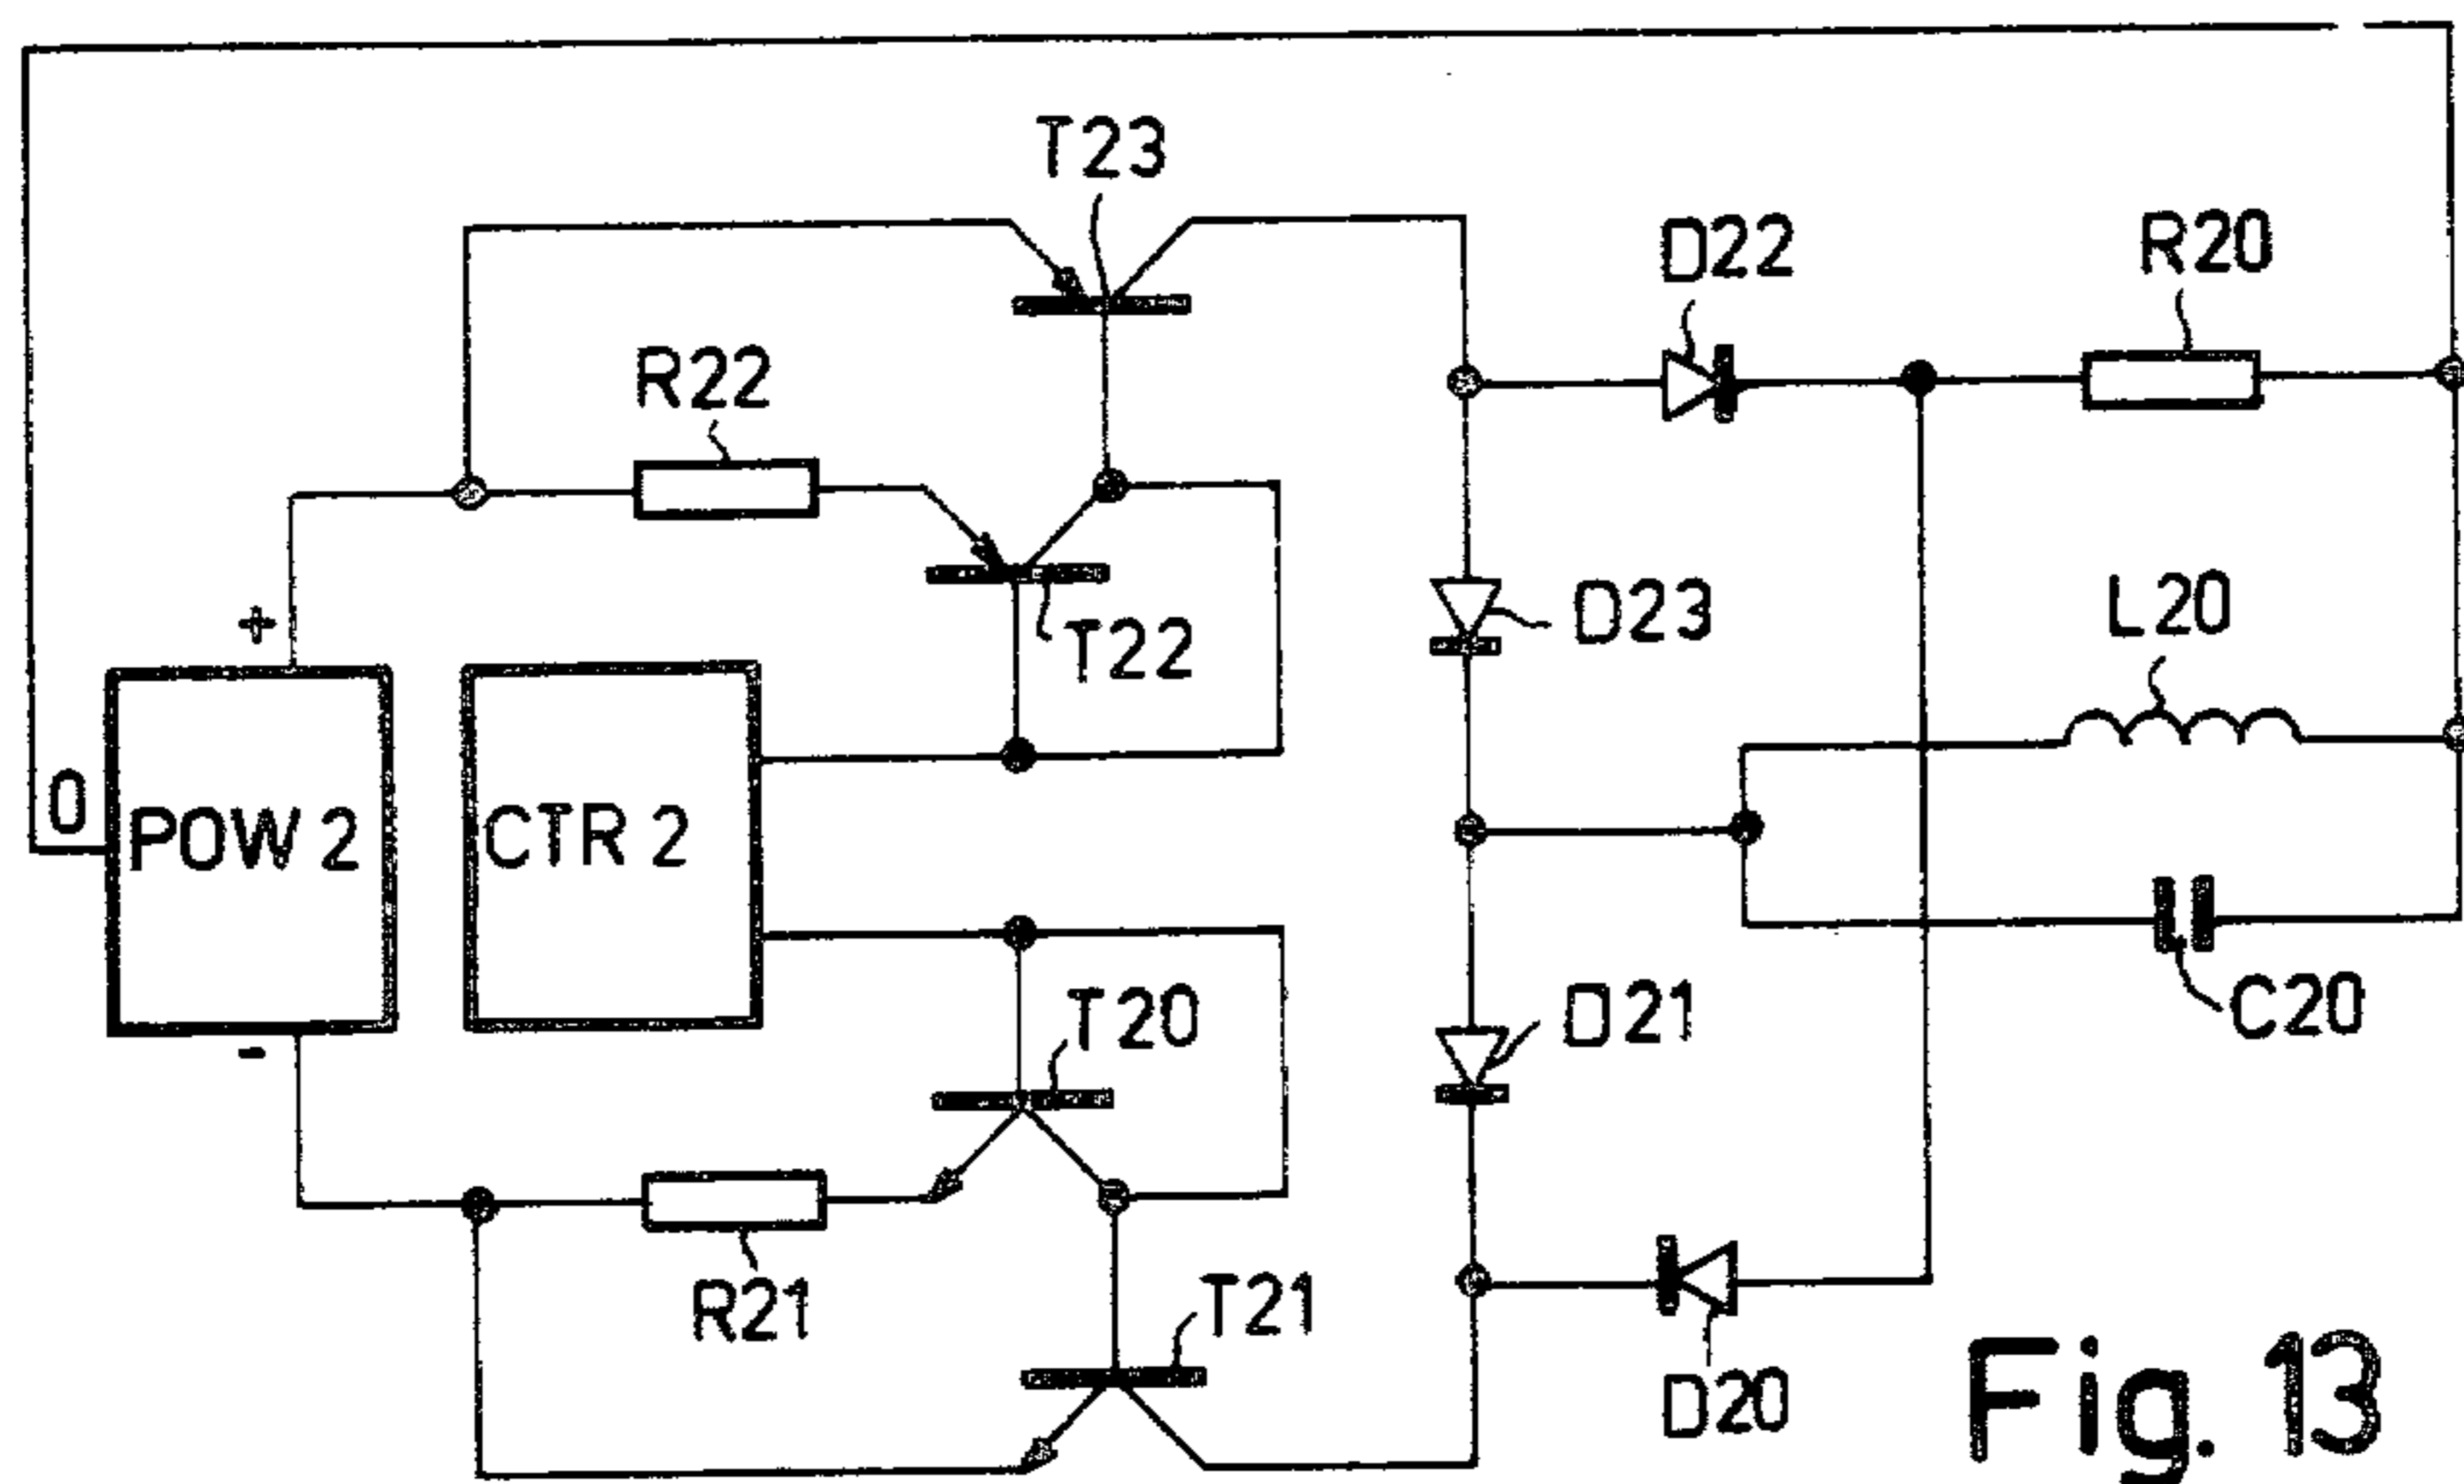 T23
D22
R20
R22
D23
L20
T22
+
0
POW 2
CTR 2
T20
D21
C20
-
R21
T21
D20
Fig. 13